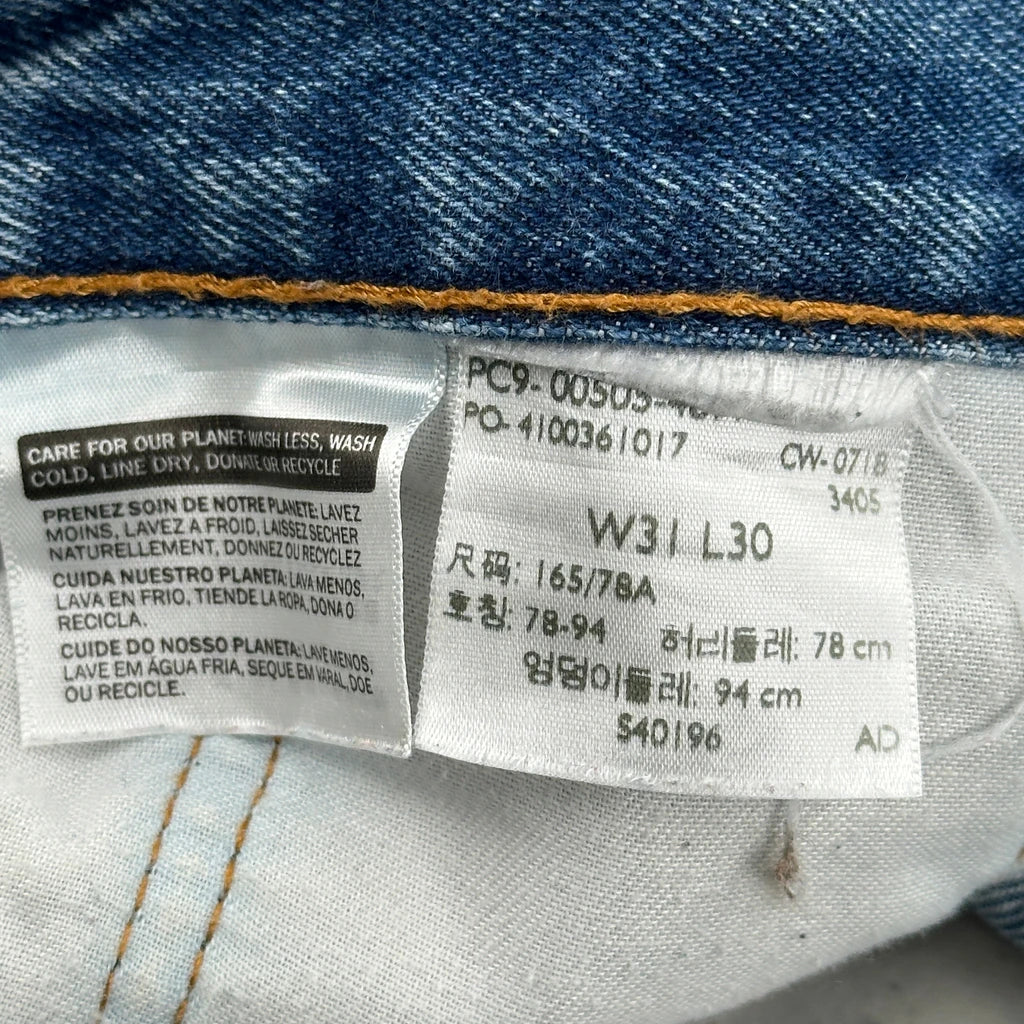 CARE FOR OUR PLANET: WASH LESS, WASH
COLD, LINE DRY, DONATE OR RECYCLE
PRENEZ SOIN DE NOTRE PLANETE: LAVEZ
MOINS, LAVEZ A FROID, LAISSEZ SECHER
NATURELLEMENT, DONNEZ OU RECYCLEZ
CUIDA NUESTRO PLANETA: LAVA MENOS,
LAVA EN FRIO, TIENDE LA ROPA, DONA O
RECICLA.
CUIDE DO NOSSO PLANETA: LAVE MENOS,
LAVE EM ÁGUA FRIA, SEQUE EM VARAL, DOE
OU RECICLE.
PC9- 00505-
PO- 4100361017
CW- 0718
3405
W31 L30
尺码: 165/78A
호칭: 78-94 허리둘레: 78 cm
엉덩이둘레: 94 cm
540196 AD